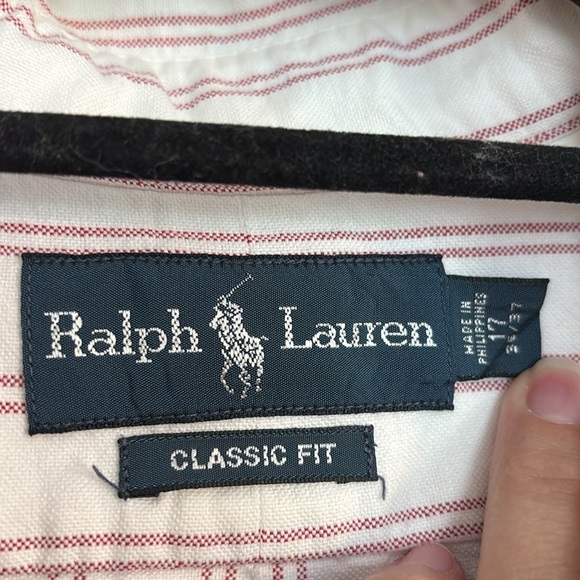 Ralph Lauren
MADE IN
PHILIPPINES
17
CLASSIC FIT